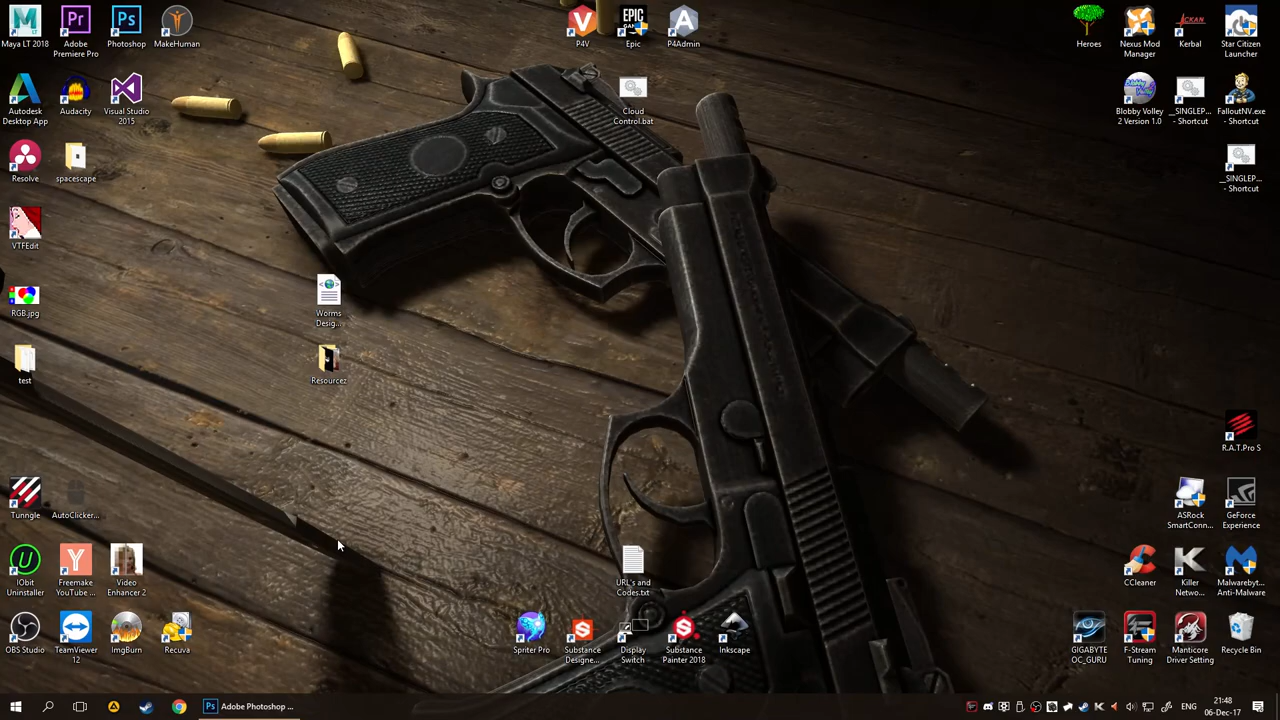 Maya LT 2018
Adobe
Premiere Pro
Photoshop
MakeHuman
P4V
Epic
P4Admin
Heroes
Nexus Mod
Manager
Kerbal
Star Citizen
Launcher
Autodesk
Desktop App
Audacity
Visual Studio
2015
Cloud
Control.bat
Blobby Volley
2 Version 1.0
__SINGLEP...
- Shortcut
FalloutNV.exe
- Shortcut
Resolve
spacescape
__SINGLEP...
- Shortcut
VTFEdit
RGB.jpg
Worms
Desig...
test
Resourcez
R.A.T.Pro S
Tunngle
AutoClicker...
ASRock
SmartConn...
GeForce
Experience
IObit
Uninstaller
Freemake
YouTube ...
Video
Enhancer 2
URL's and
Codes.txt
CCleaner
Killer
Netwo...
Malwarebyt...
Anti-Malware
OBS Studio
TeamViewer
12
ImgBurn
Recuva
Spriter Pro
Substance
Designe...
Display
Switch
Substance
Painter 2018
Inkscape
GIGABYTE
OC_GURU
F-Stream
Tuning
Manticore
Driver Setting
Recycle Bin
Adobe Photoshop ...
ENG
21:48
06-Dec-17